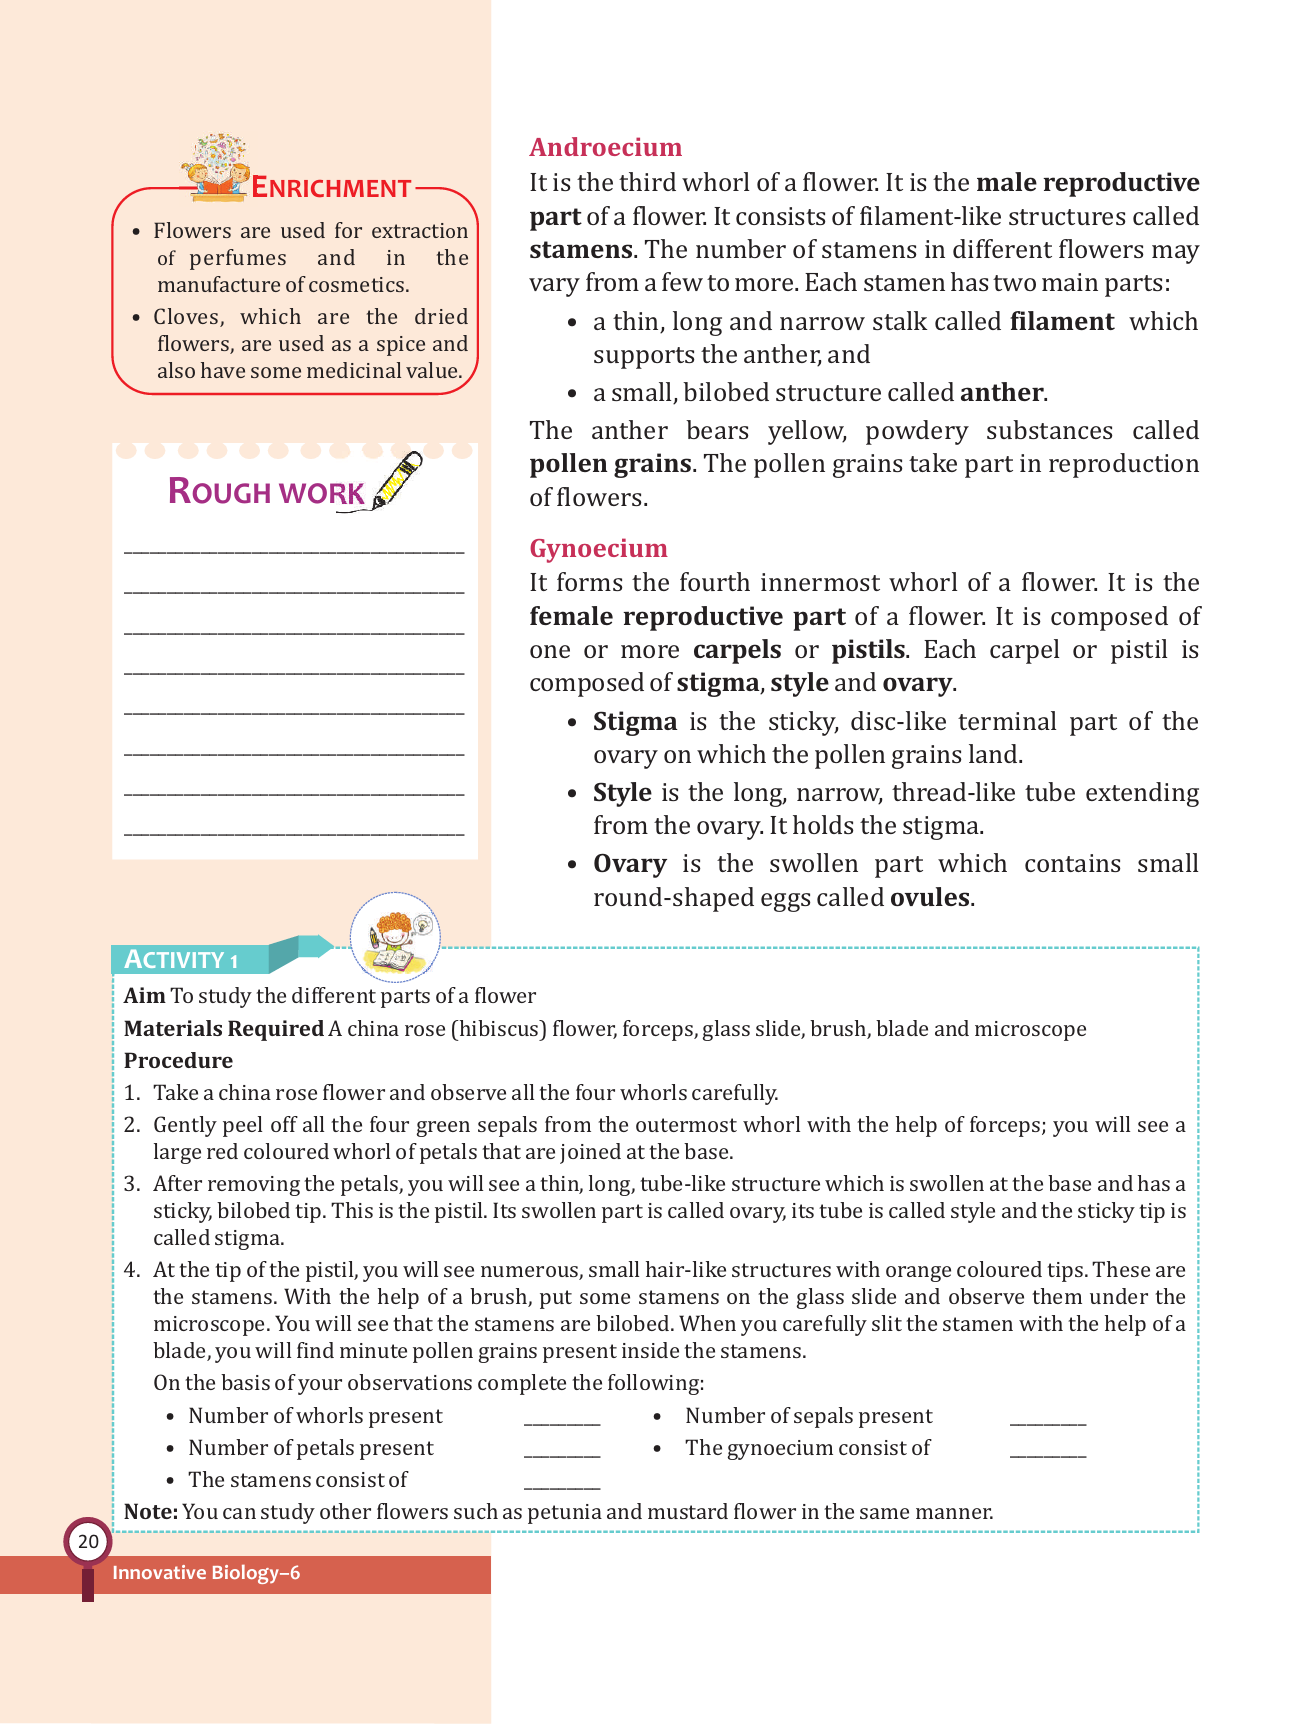 ENRICHMENT
• Flowers are used for extraction
of perfumes and in the
manufacture of cosmetics.
• Cloves, which are the dried
flowers, are used as a spice and
also have some medicinal value.
ROUGH WORK
Androecium
It is the third whorl of a flower. It is the male reproductive
part of a flower. It consists of filament-like structures called
stamens. The number of stamens in different flowers may
vary from a few to more. Each stamen has two main parts:
• a thin, long and narrow stalk called filament which
supports the anther, and
• a small, bilobed structure called anther.
The anther bears yellow, powdery substances called
pollen grains. The pollen grains take part in reproduction
of flowers.
Gynoecium
It forms the fourth innermost whorl of a flower. It is the
female reproductive part of a flower. It is composed of
one or more carpels or pistils. Each carpel or pistil is
composed of stigma, style and ovary.
• Stigma is the sticky, disc-like terminal part of the
ovary on which the pollen grains land.
• Style is the long, narrow, thread-like tube extending
from the ovary. It holds the stigma.
• Ovary is the swollen part which contains small
round-shaped eggs called ovules.
ACTIVITY 1
Aim To study the different parts of a flower
Materials Required A china rose (hibiscus) flower, forceps, glass slide, brush, blade and microscope
Procedure
1. Take a china rose flower and observe all the four whorls carefully.
2. Gently peel off all the four green sepals from the outermost whorl with the help of forceps; you will see a
large red coloured whorl of petals that are joined at the base.
3. After removing the petals, you will see a thin, long, tube-like structure which is swollen at the base and has a
sticky, bilobed tip. This is the pistil. Its swollen part is called ovary, its tube is called style and the sticky tip is
called stigma.
4. At the tip of the pistil, you will see numerous, small hair-like structures with orange coloured tips. These are
the stamens. With the help of a brush, put some stamens on the glass slide and observe them under the
microscope. You will see that the stamens are bilobed. When you carefully slit the stamen with the help of a
blade, you will find minute pollen grains present inside the stamens.
On the basis of your observations complete the following:
• Number of whorls present _________ • Number of sepals present _________
• Number of petals present _________ • The gynoecium consist of _________
• The stamens consist of _________
Note: You can study other flowers such as petunia and mustard flower in the same manner.
20
Innovative Biology–6